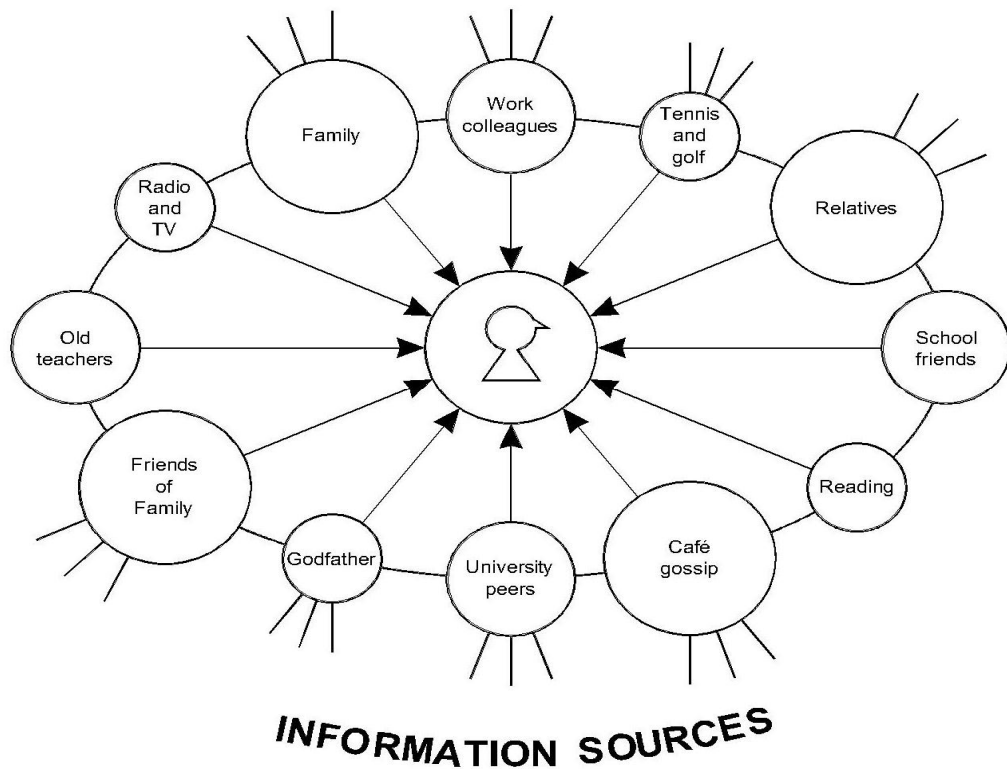 Family
Work
colleagues
Tennis
and
golf
Radio
and
TV
Relatives
Old
teachers
School
friends
Friends
of
Family
Reading
Godfather
University
peers
Café
gossip
INFORMATION SOURCES